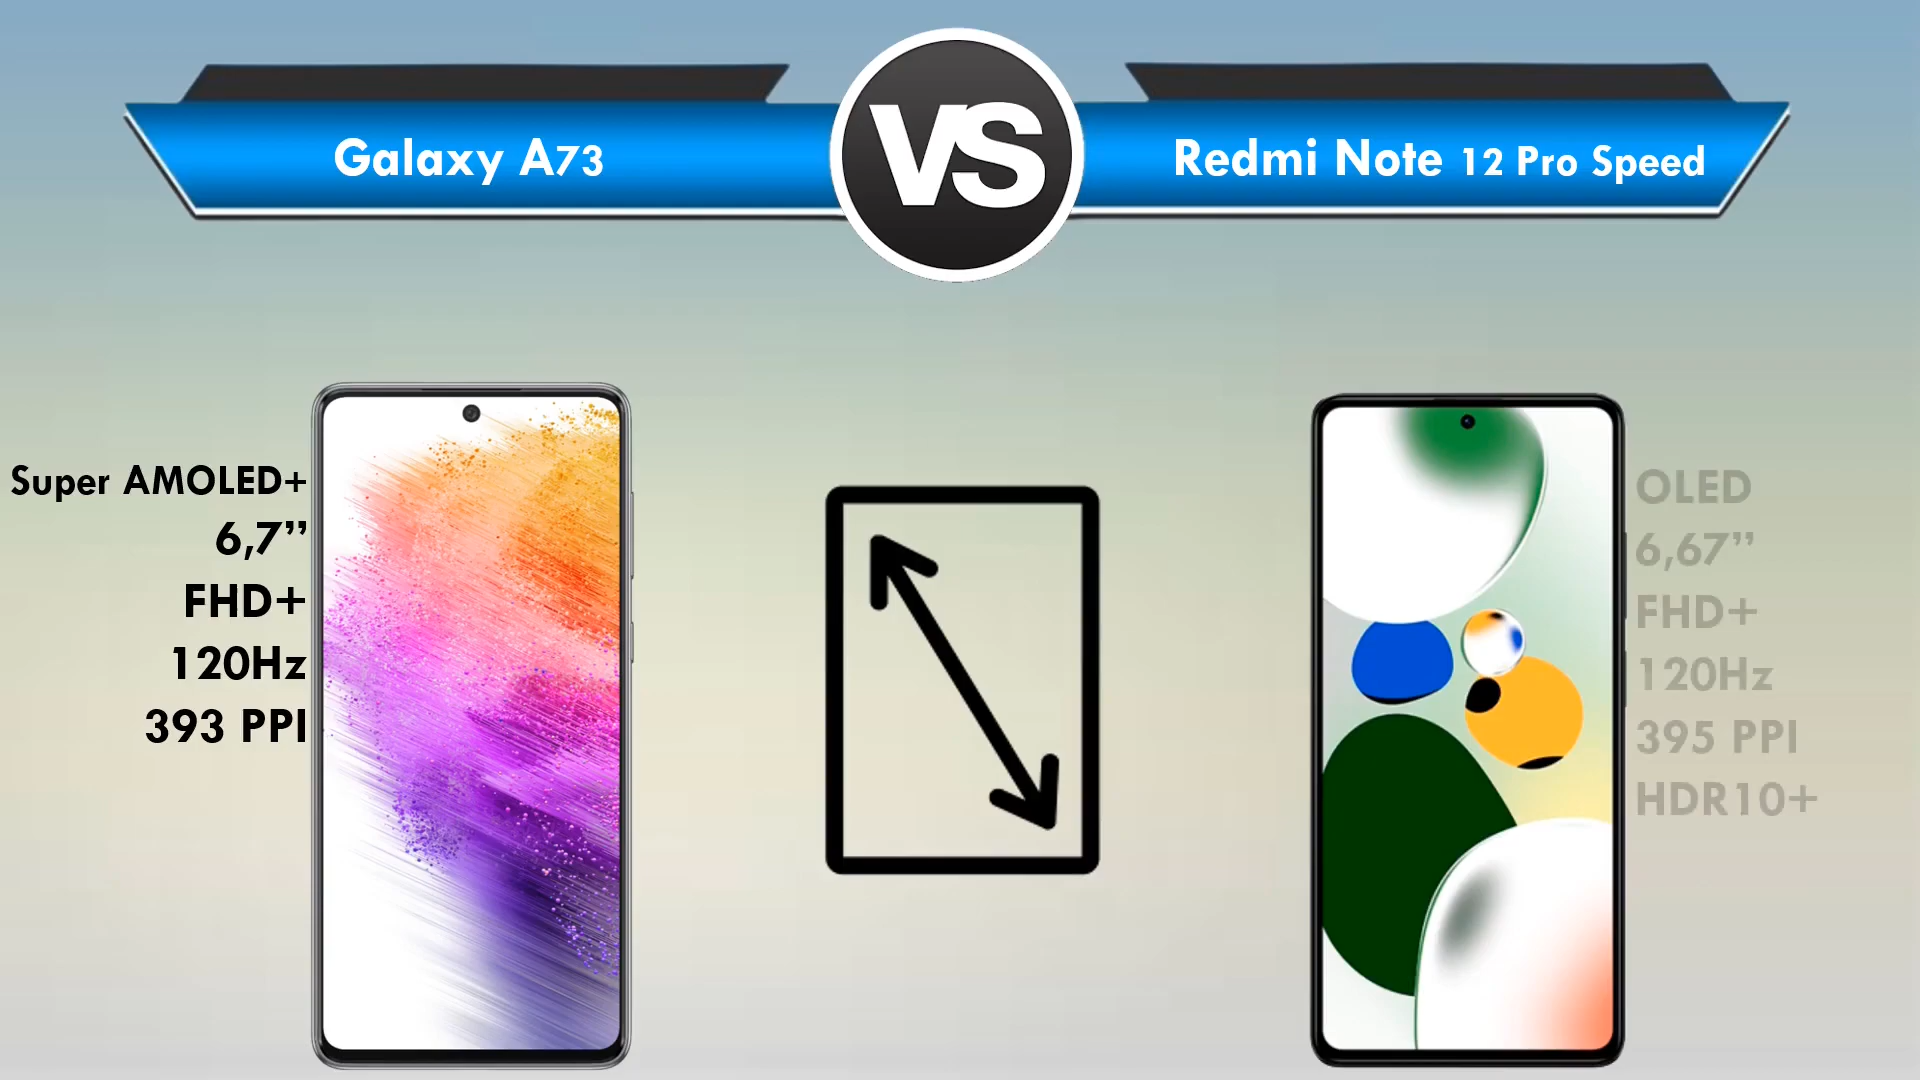 Galaxy A73
VS
Redmi Note 12 Pro Speed
Super AMOLED+
6,7’’
FHD+
120Hz
393 PPI
OLED
6,67’’
FHD+
120Hz
395 PPI
HDR10+